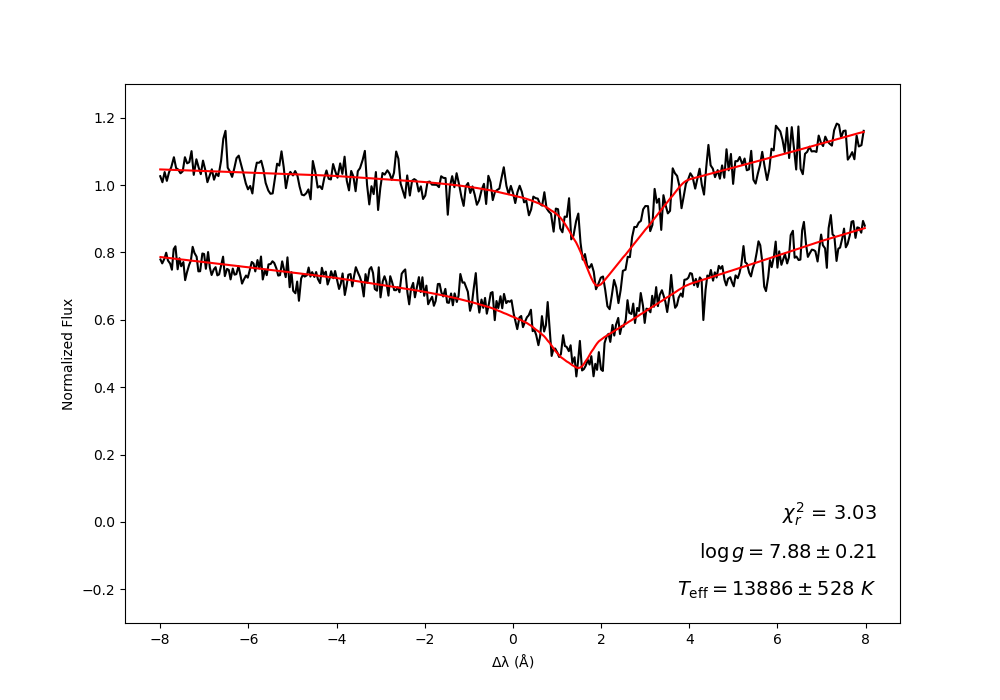 1.2
1.0
0.8
0.6
0.4
0.2
0.0
−0.2
Normalized Flux
χ²ᵣ = 3.03
log g = 7.88 ± 0.21
T_eff = 13886 ± 528 K
−8 −6 −4 −2 0 2 4 6 8
Δλ (Å)